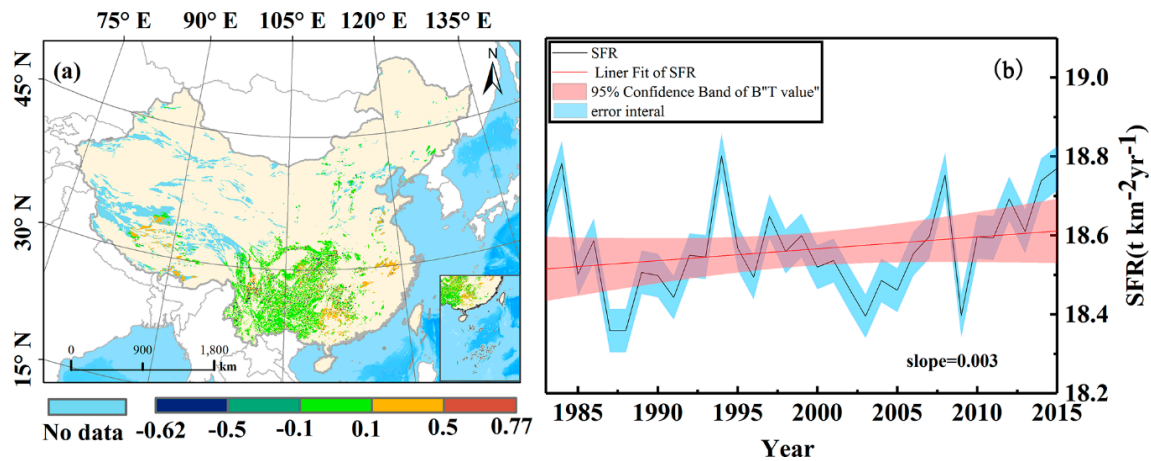 75° E 90° E 105° E 120° E 135° E
(a)
N
45° N
30° N
15° N
0 900 1,800
km
No data -0.62 -0.5 -0.1 0.1 0.5 0.77
SFR
Liner Fit of SFR
95% Confidence Band of B"T value"
error interal
(b)
19.0
18.8
18.6
18.4
18.2
SFR(t km-2yr-1)
slope=0.003
1985 1990 1995 2000 2005 2010 2015
Year